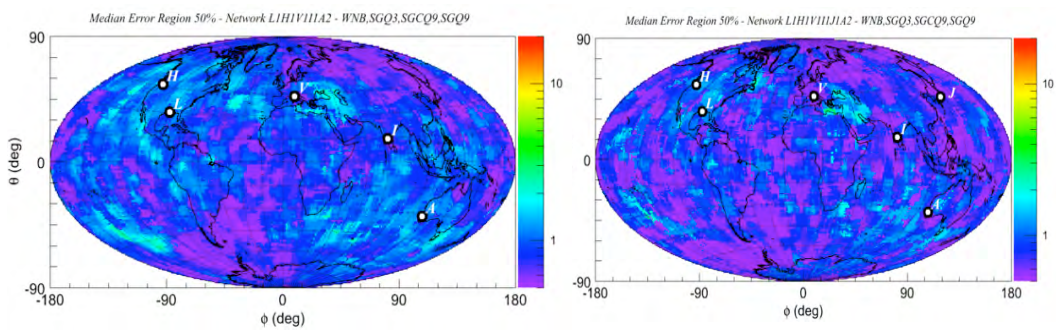 Median Error Region 50% - Network L1H1V1I1A2 - WNB,SGQ3,SGCQ9,SGQ9
90
H
L
V
I
A
θ (deg)
0
-90
-180
-90
0
90
180
φ (deg)
10
1
Median Error Region 50% - Network L1H1V1I1J1A2 - WNB,SGQ3,SGCQ9,SGQ9
90
H
L
V
J
I
A
0
-90
-180
-90
0
90
180
φ (deg)
10
1